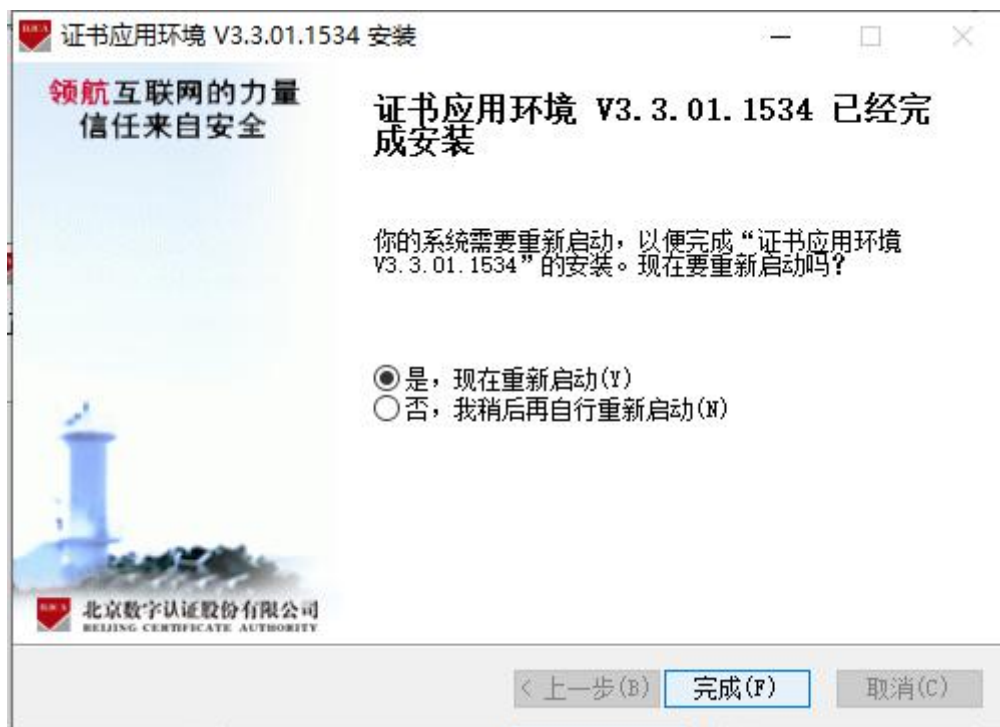 证书应用环境 V3.3.01.1534 安装
领航互联网的力量
信任来自安全
证书应用环境 V3.3.01.1534 已经完
成安装
你的系统需要重新启动，以便完成“证书应用环境
V3.3.01.1534”的安装。现在要重新启动吗？
是，现在重新启动(Y)
否，我稍后再自行重新启动(N)
北京数字认证股份有限公司
BEIJING CERTIFICATE AUTHORITY
< 上一步(B)
完成(F)
取消(C)